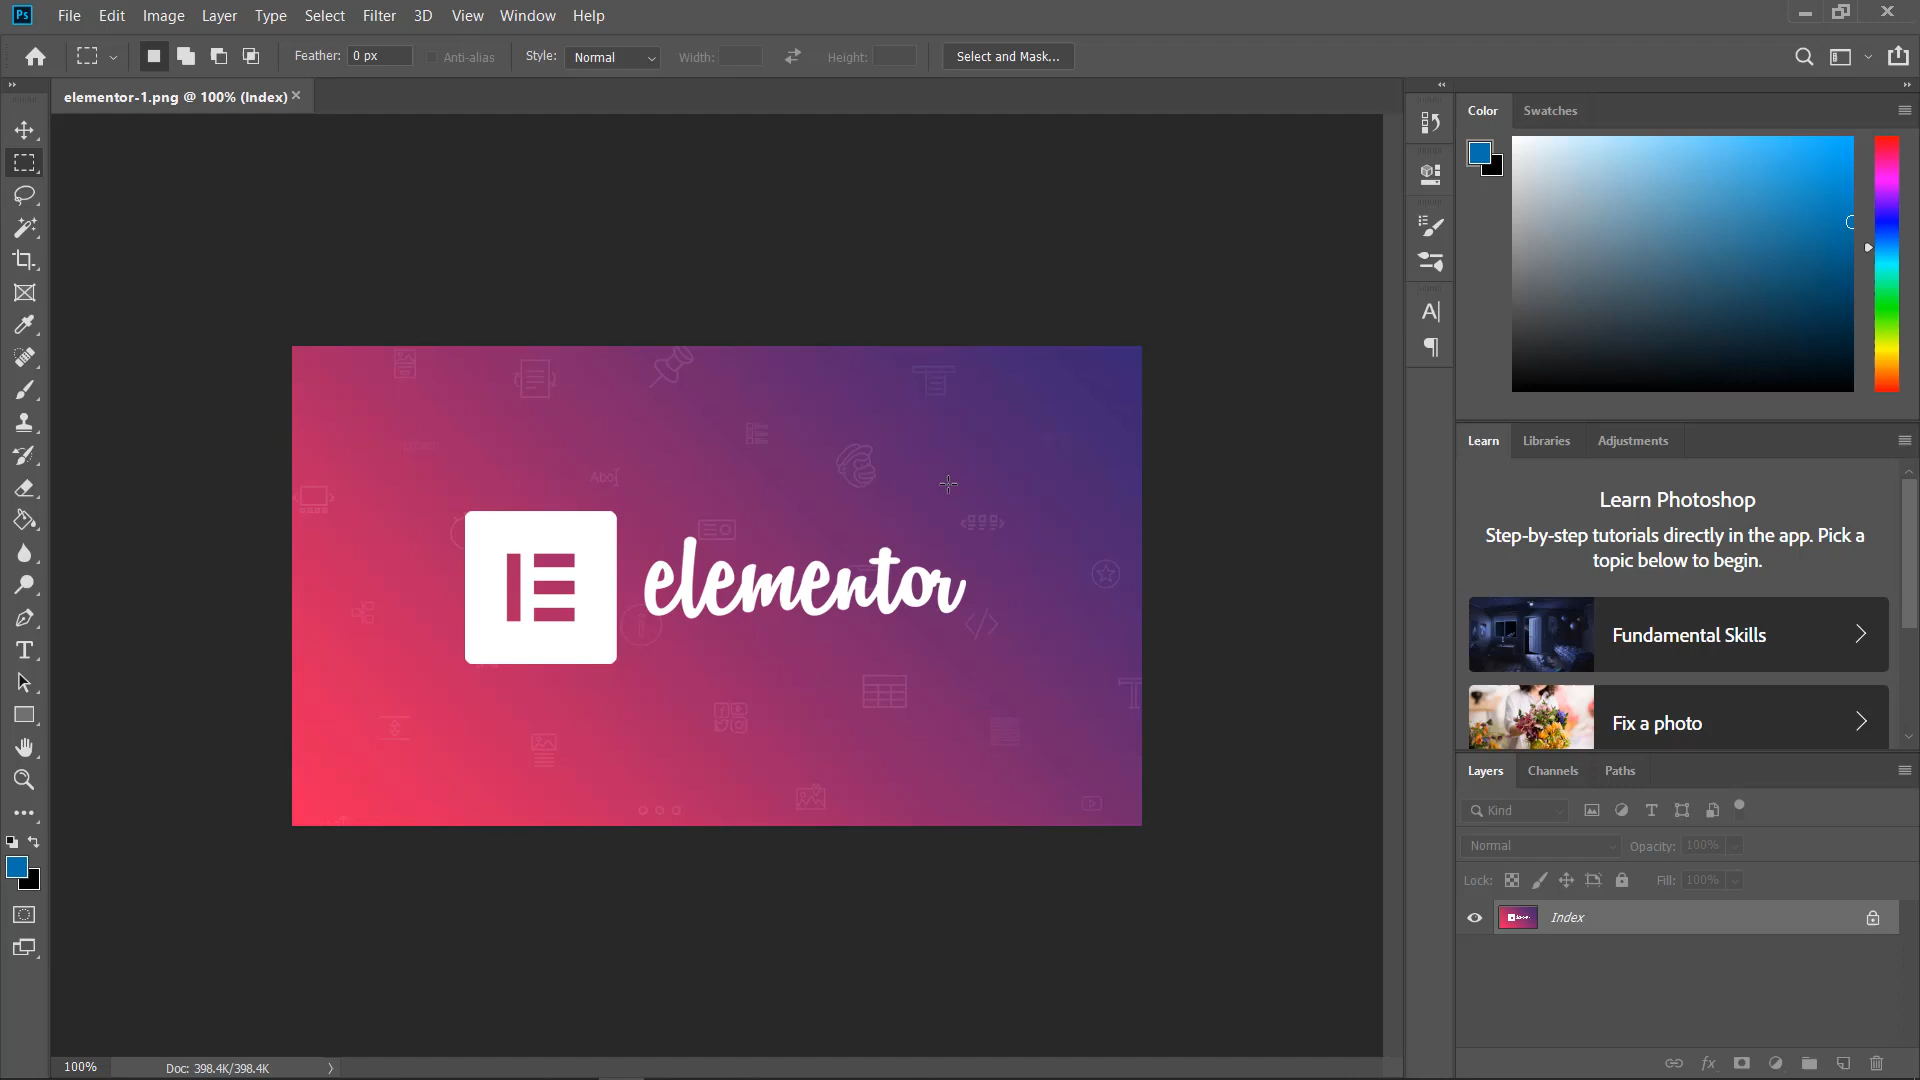 Ps File Edit Image Layer Type Select Filter 3D View Window Help
Feather: 0 px Anti-alias Style: Normal Width: Height: Select and Mask...
elementor-1.png @ 100% (Index)
Color Swatches
Learn Libraries Adjustments
Learn Photoshop
Step-by-step tutorials directly in the app. Pick a
topic below to begin.
Fundamental Skills
Fix a photo
elementor
Layers Channels Paths
Kind
Normal Opacity: 100%
Lock: Fill: 100%
Index
100% Doc: 398.4K/398.4K